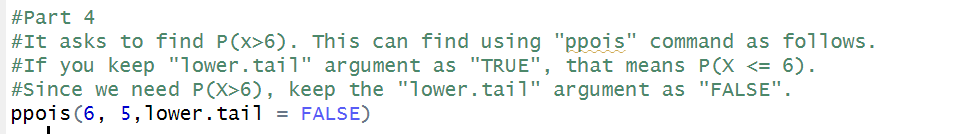 #Part 4
#It asks to find P(x>6). This can find using "ppois" command as follows.
#If you keep "lower.tail" argument as "TRUE", that means P(X <= 6).
#Since we need P(X>6), keep the "lower.tail" argument as "FALSE".
ppois(6, 5,lower.tail = FALSE)